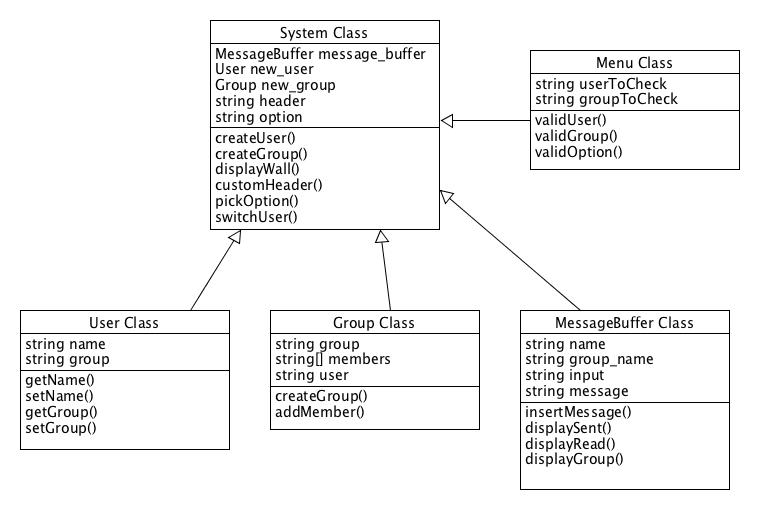 System Class
MessageBuffer message_buffer
User new_user
Group new_group
string header
string option
createUser()
createGroup()
displayWall()
customHeader()
pickOption()
switchUser()
Menu Class
string userToCheck
string groupToCheck
validUser()
validGroup()
validOption()
User Class
string name
string group
getName()
setName()
getGroup()
setGroup()
Group Class
string group
string[] members
string user
createGroup()
addMember()
MessageBuffer Class
string name
string group_name
string input
string message
insertMessage()
displaySent()
displayRead()
displayGroup()